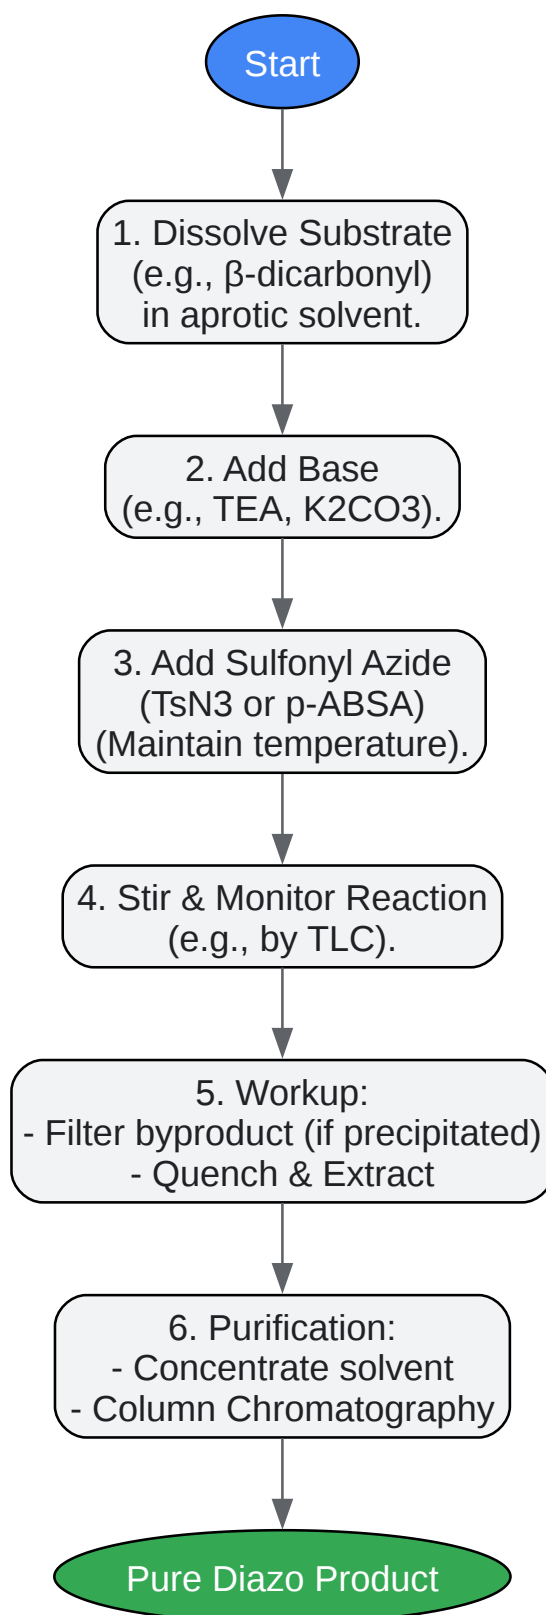 Start
1. Dissolve Substrate
(e.g., β-dicarbonyl)
in aprotic solvent.
2. Add Base
(e.g., TEA, K2CO3).
3. Add Sulfonyl Azide
(TsN3 or p-ABSA)
(Maintain temperature).
4. Stir & Monitor Reaction
(e.g., by TLC).
5. Workup:
- Filter byproduct (if precipitated)
- Quench & Extract
6. Purification:
- Concentrate solvent
- Column Chromatography
Pure Diazo Product